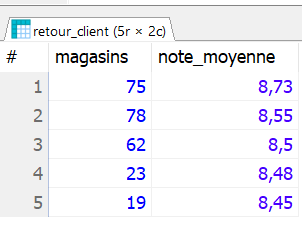 retour_client (5r × 2c)
# magasins note_moyenne
1 75 8,73
2 78 8,55
3 62 8,5
4 23 8,48
5 19 8,45